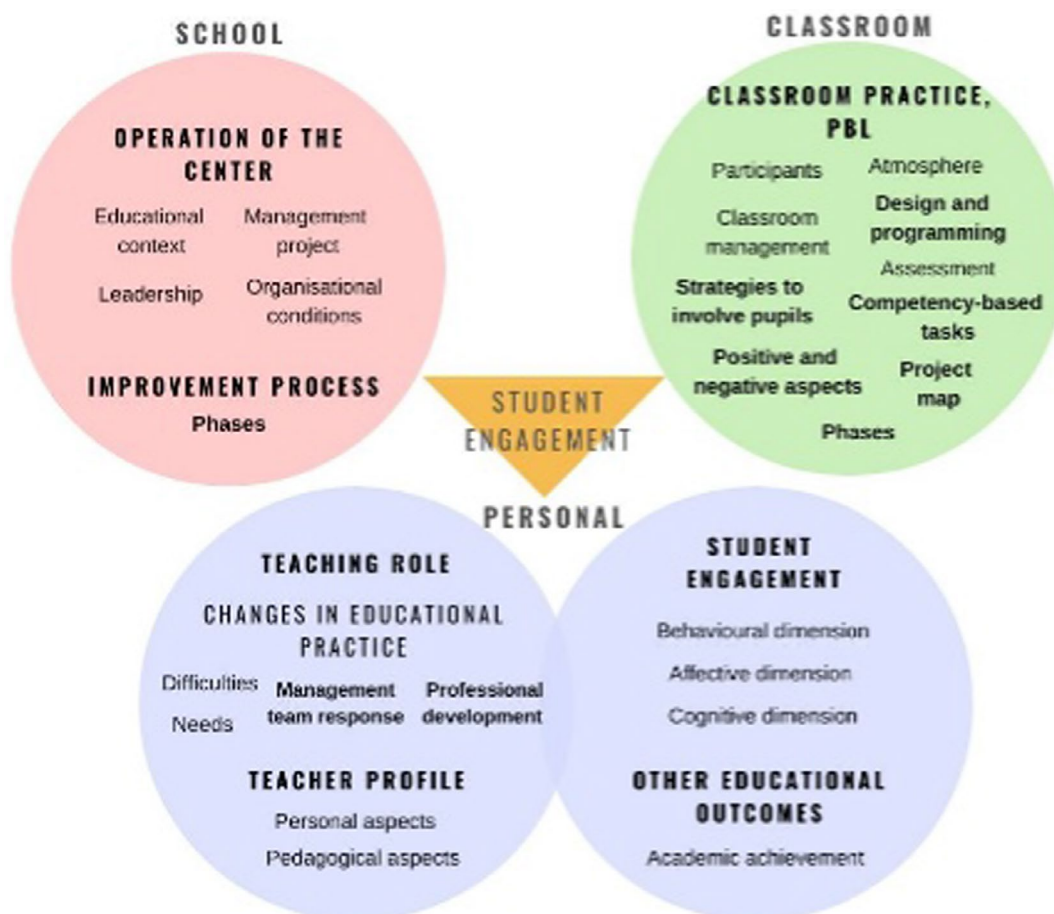 SCHOOL
OPERATION OF THE
CENTER
Educational
context
Management
project
Leadership
Organisational
conditions
IMPROVEMENT PROCESS
Phases
CLASSROOM
CLASSROOM PRACTICE,
PBL
Participants
Atmosphere
Classroom
management
Design and
programming
Assessment
Strategies to
involve pupils
Competency-based
tasks
Positive and
negative aspects
Project
map
Phases
STUDENT
ENGAGEMENT
PERSONAL
TEACHING ROLE
CHANGES IN EDUCATIONAL
PRACTICE
Difficulties
Needs
Management
team response
Professional
development
TEACHER PROFILE
Personal aspects
Pedagogical aspects
STUDENT
ENGAGEMENT
Behavioural dimension
Affective dimension
Cognitive dimension
OTHER EDUCATIONAL
OUTCOMES
Academic achievement